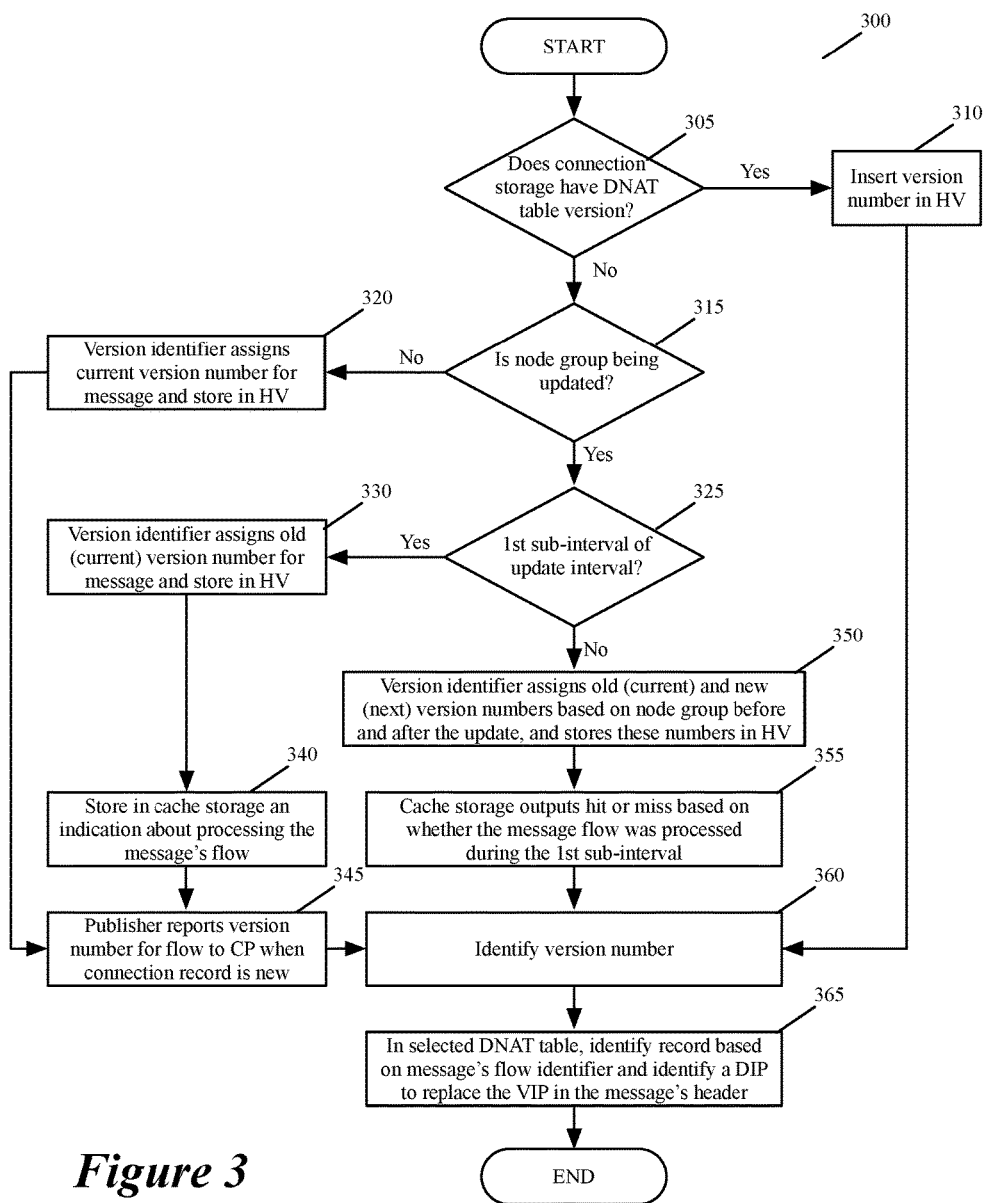 START
300
305
Does connection
storage have DNAT
table version?
Yes
310
Insert version
number in HV
No
315
Is node group being
updated?
No
320
Version identifier assigns
current version number for
message and store in HV
Yes
325
1st sub-interval of
update interval?
Yes
330
Version identifier assigns old
(current) version number for
message and store in HV
No
350
Version identifier assigns old (current) and new
(next) version numbers based on node group before
and after the update, and stores these numbers in HV
340
Store in cache storage an
indication about processing the
message's flow
355
Cache storage outputs hit or miss based on
whether the message flow was processed
during the 1st sub-interval
345
Publisher reports version
number for flow to CP when
connection record is new
360
Identify version number
365
In selected DNAT table, identify record based
on message's flow identifier and identify a DIP
to replace the VIP in the message's header
END
Figure 3